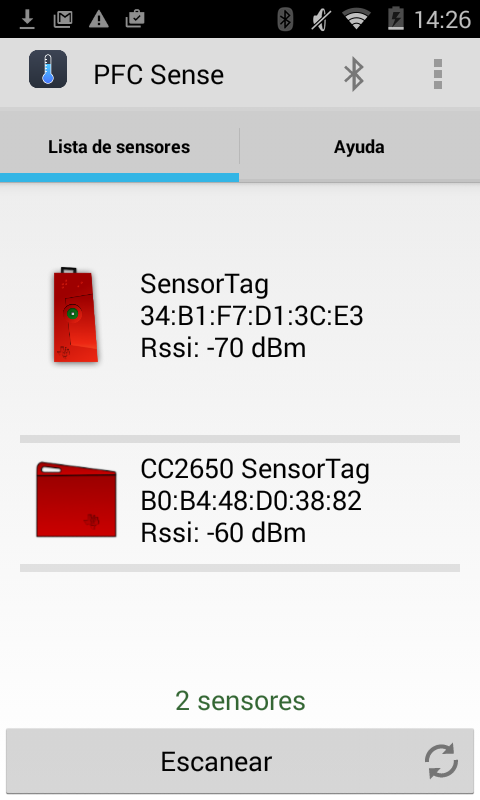 14:26
PFC Sense
Lista de sensores
Ayuda
SensorTag
34:B1:F7:D1:3C:E3
Rssi: -70 dBm
CC2650 SensorTag
B0:B4:48:D0:38:82
Rssi: -60 dBm
2 sensores
Escanear